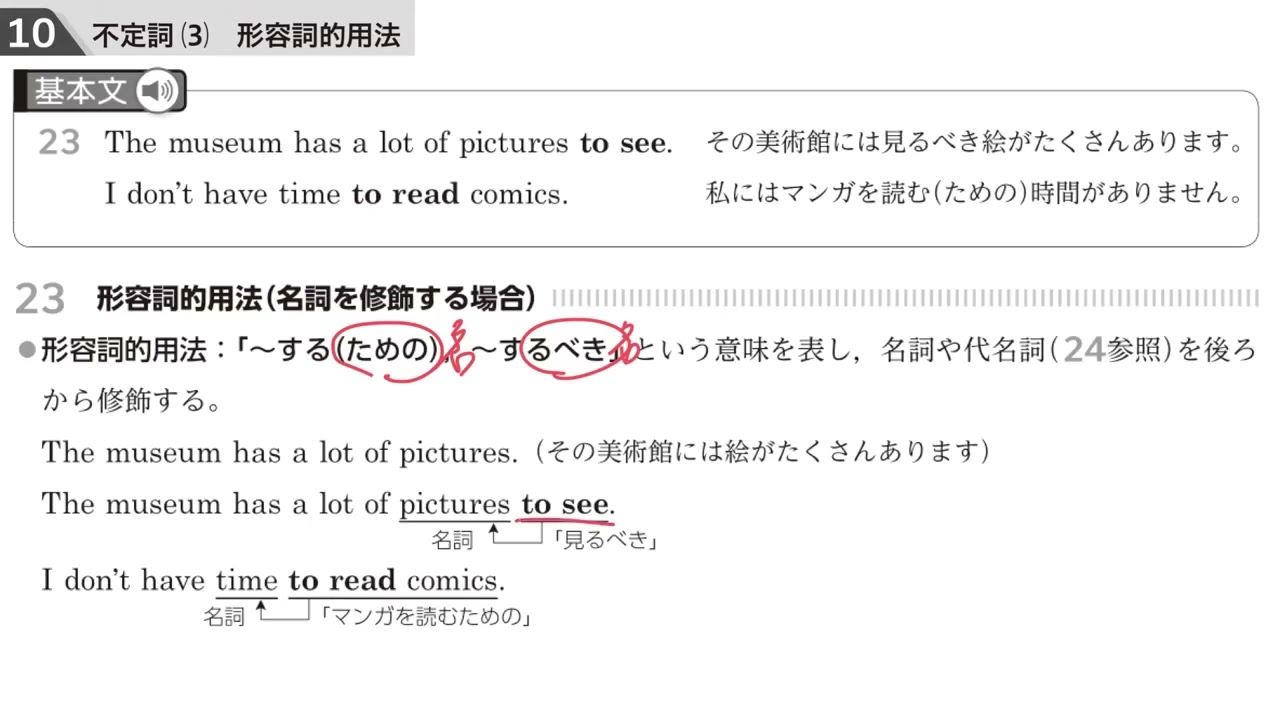 10 不定詞(3) 形容詞的用法
基本文
23 The museum has a lot of pictures to see. その美術館には見るべき絵がたくさんあります。
I don't have time to read comics. 私にはマンガを読む(ための)時間がありません。
23 形容詞的用法(名詞を修飾する場合)
●形容詞的用法：「～する(ための)」名 ～するべき」名 という意味を表し，名詞や代名詞(24参照)を後ろ
から修飾する。
The museum has a lot of pictures.（その美術館には絵がたくさんあります）
The museum has a lot of pictures to see.
名詞 「見るべき」
I don't have time to read comics.
名詞 「マンガを読むための」